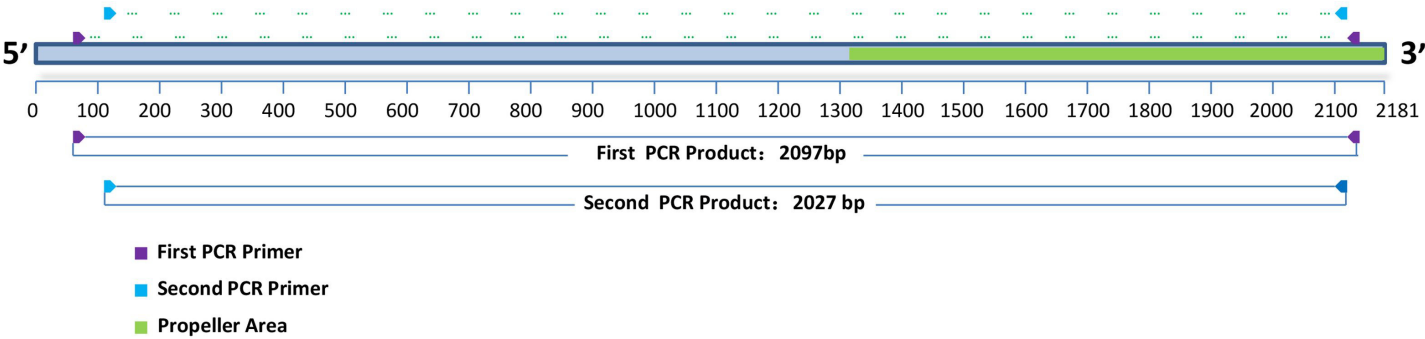 5’ 3’
0 100 200 300 400 500 600 700 800 900 1000 1100 1200 1300 1400 1500 1600 1700 1800 1900 2000 2100 2181
First PCR Product：2097bp
Second PCR Product：2027 bp
First PCR Primer
Second PCR Primer
Propeller Area